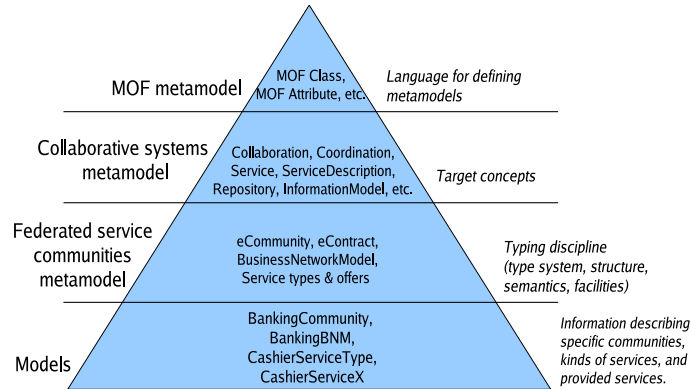 MOF metamodel
MOF Class,
MOF Attribute, etc.
Language for defining
metamodels
Collaborative systems
metamodel
Collaboration, Coordination,
Service, ServiceDescription,
Repository, InformationModel, etc.
Target concepts
Federated service
communities
metamodel
eCommunity, eContract,
BusinessNetworkModel,
Service types & offers
Typing discipline
(type system, structure,
semantics, facilities)
Models
BankingCommunity,
BankingBNM,
CashierServiceType,
CashierServiceX
Information describing
specific communities,
kinds of services, and
provided services.